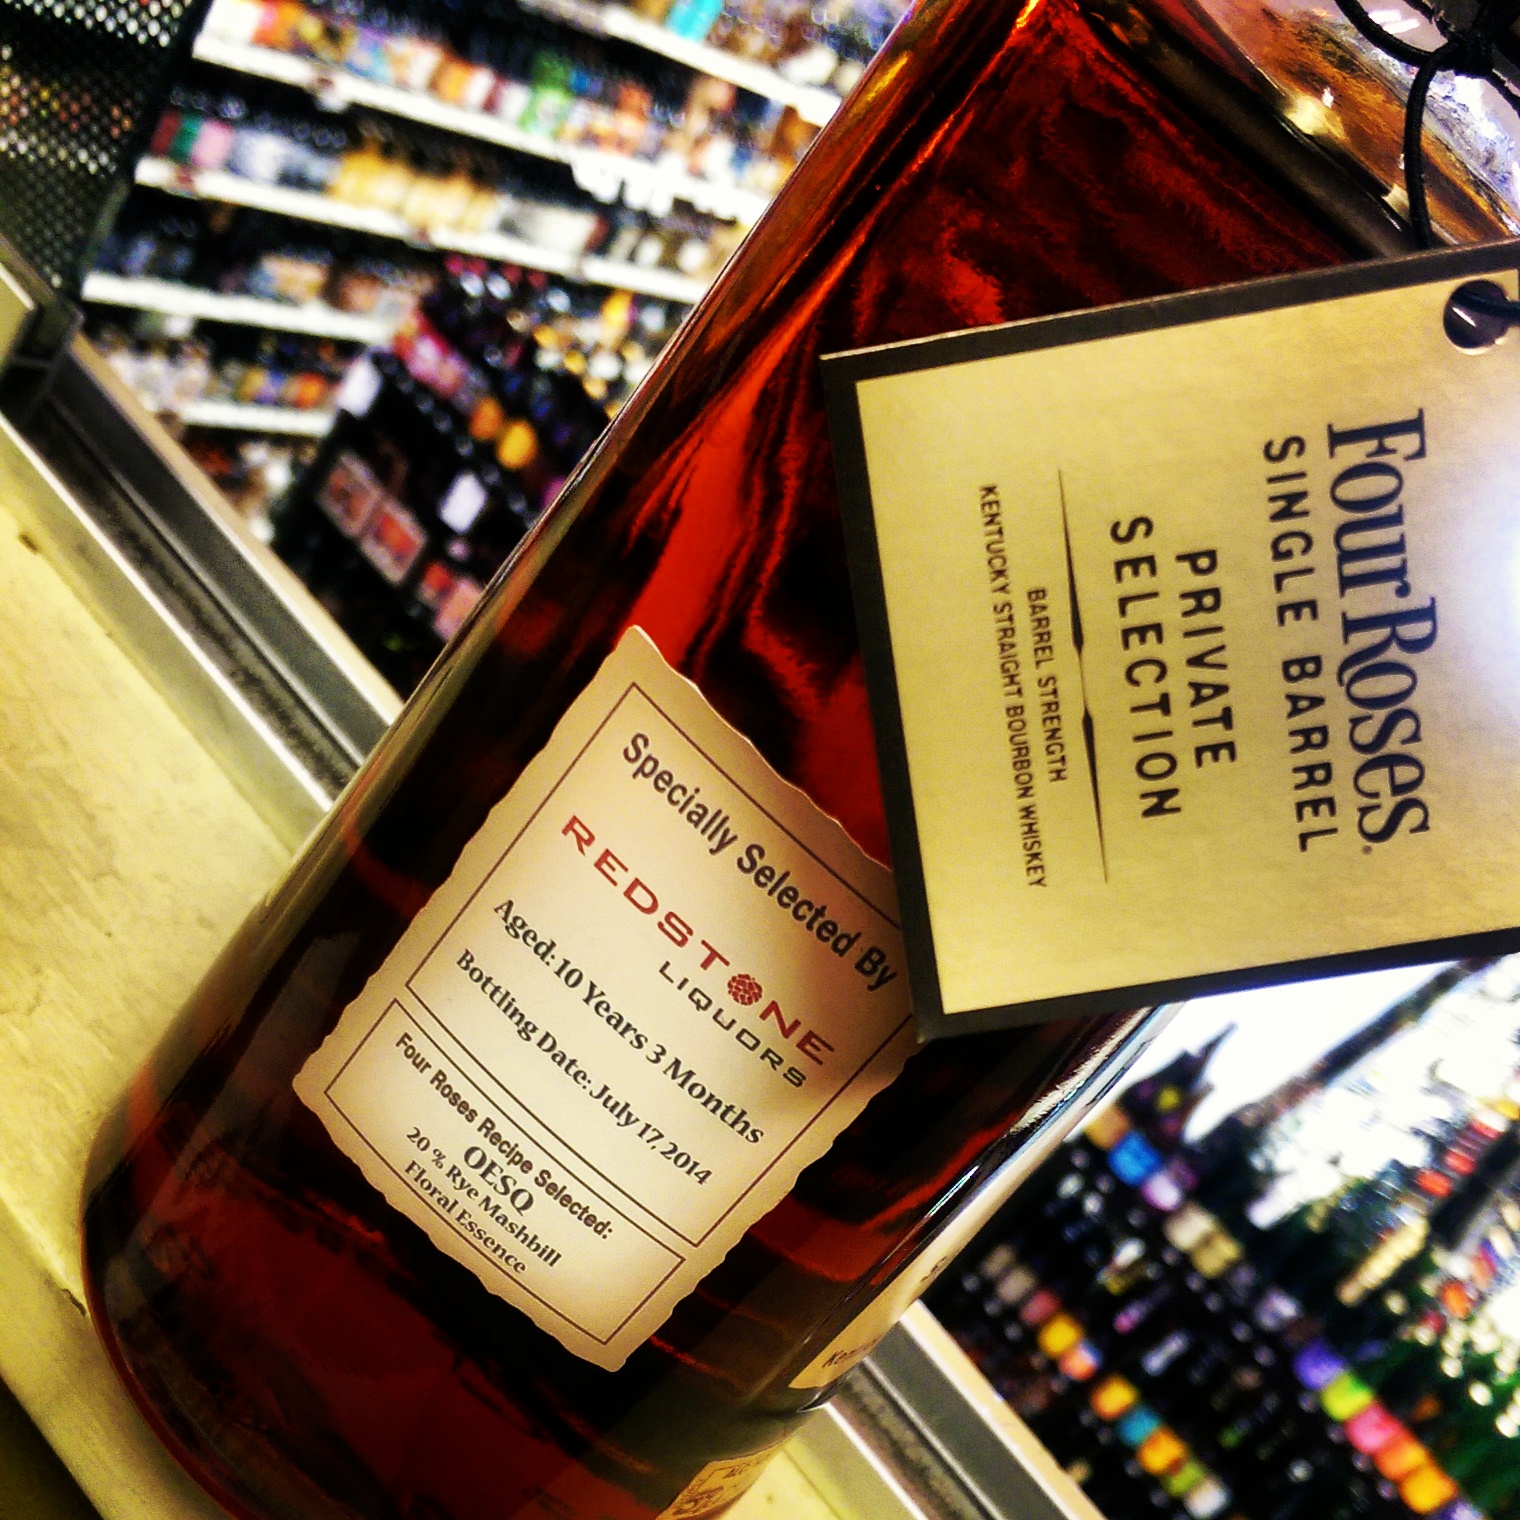 Four Roses®
SINGLE BARREL
PRIVATE
SELECTION
BARREL STRENGTH
KENTUCKY STRAIGHT BOURBON WHISKEY
Specially Selected By
REDSTONE
LIQUORS
Aged: 10 Years 3 Months
Bottling Date: July 17, 2014
Four Roses Recipe Selected:
OESQ
20 % Rye Mashbill
Floral Essence